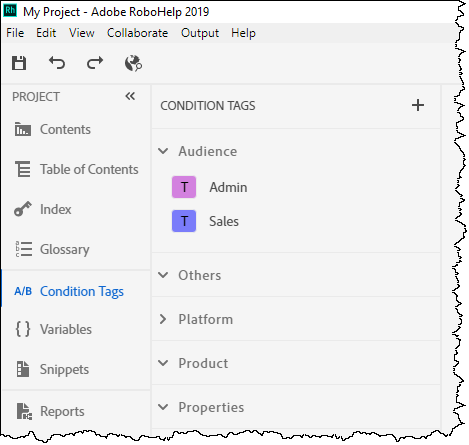 Rh My Project - Adobe RoboHelp 2019
File Edit View Collaborate Output Help
PROJECT
Contents
Table of Contents
Index
Glossary
A/B Condition Tags
{ } Variables
Snippets
Reports
CONDITION TAGS
Audience
T Admin
T Sales
Others
Platform
Product
Properties